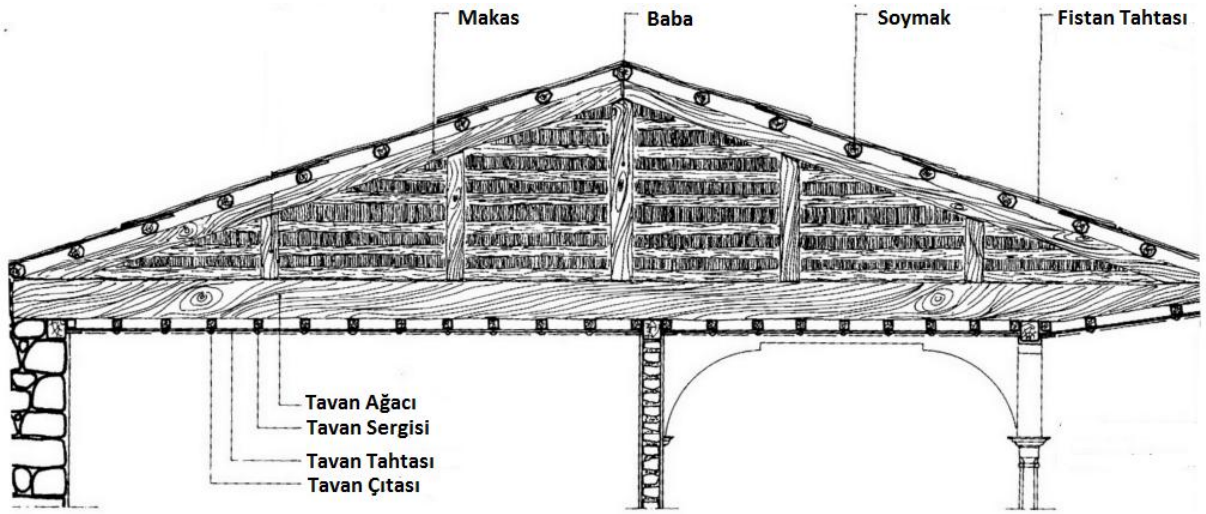 Makas
Baba
Soymak
Fistan Tahtası
Tavan Ağacı
Tavan Sergisi
Tavan Tahtası
Tavan Çıtası